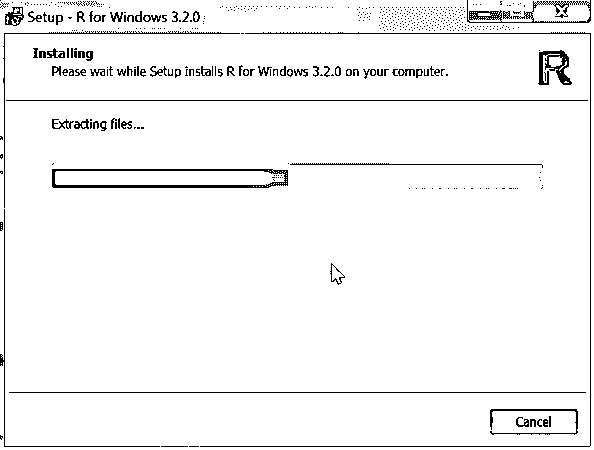 Setup - R for Windows 3.2.0
Installing
Please wait while Setup installs R for Windows 3.2.0 on your computer.
R
Extracting files...
Cancel